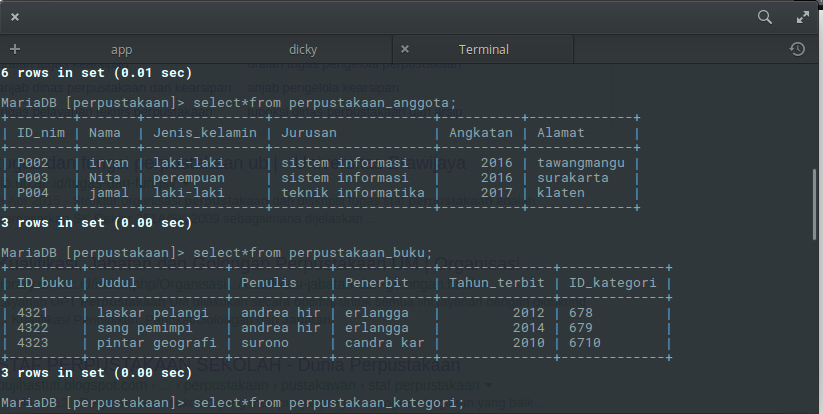 app dicky Terminal
6 rows in set (0.01 sec)
MariaDB [perpustakaan]> select*from perpustakaan_anggota;
+--------+-------+---------------+--------------------+----------+-------------+
| ID_nim | Nama | Jenis_kelamin | Jurusan | Angkatan | Alamat |
+--------+-------+---------------+--------------------+----------+-------------+
| P002 | irvan | laki-laki | sistem informasi | 2016 | tawangmangu |
| P003 | Nita | perempuan | sistem informasi | 2016 | surakarta |
| P004 | jamal | laki-laki | teknik informatika | 2017 | klaten |
+--------+-------+---------------+--------------------+----------+-------------+
3 rows in set (0.00 sec)
MariaDB [perpustakaan]> select*from perpustakaan_buku;
+---------+-----------------+------------+------------+--------------+-------------+
| ID_buku | Judul | Penulis | Penerbit | Tahun_terbit | ID_kategori |
+---------+-----------------+------------+------------+--------------+-------------+
| 4321 | laskar pelangi | andrea hir | erlangga | 2012 | 678 |
| 4322 | sang pemimpi | andrea hir | erlangga | 2014 | 679 |
| 4323 | pintar geografi | surono | candra kar | 2010 | 6710 |
+---------+-----------------+------------+------------+--------------+-------------+
3 rows in set (0.00 sec)
MariaDB [perpustakaan]> select*from perpustakaan_kategori;